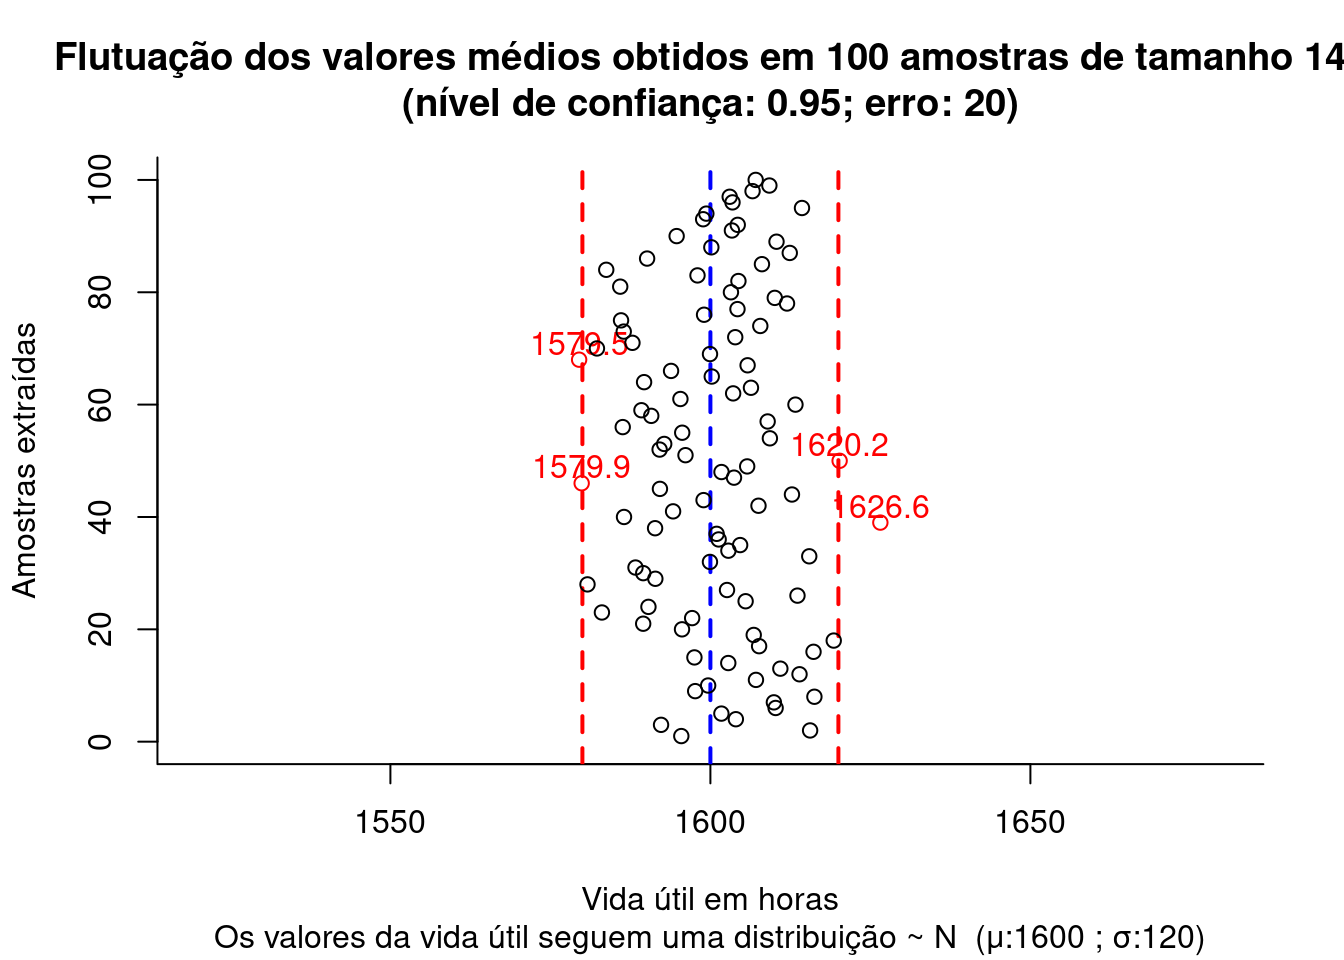 Flutuação dos valores médios obtidos em 100 amostras de tamanho 14
(nível de confiança: 0.95; erro: 20)
Amostras extraídas
100
80
60
40
20
0
1579.5
1579.9
1620.2
1626.6
1550
1600
1650
Vida útil em horas
Os valores da vida útil seguem uma distribuição ~ N (μ:1600 ; σ:120)